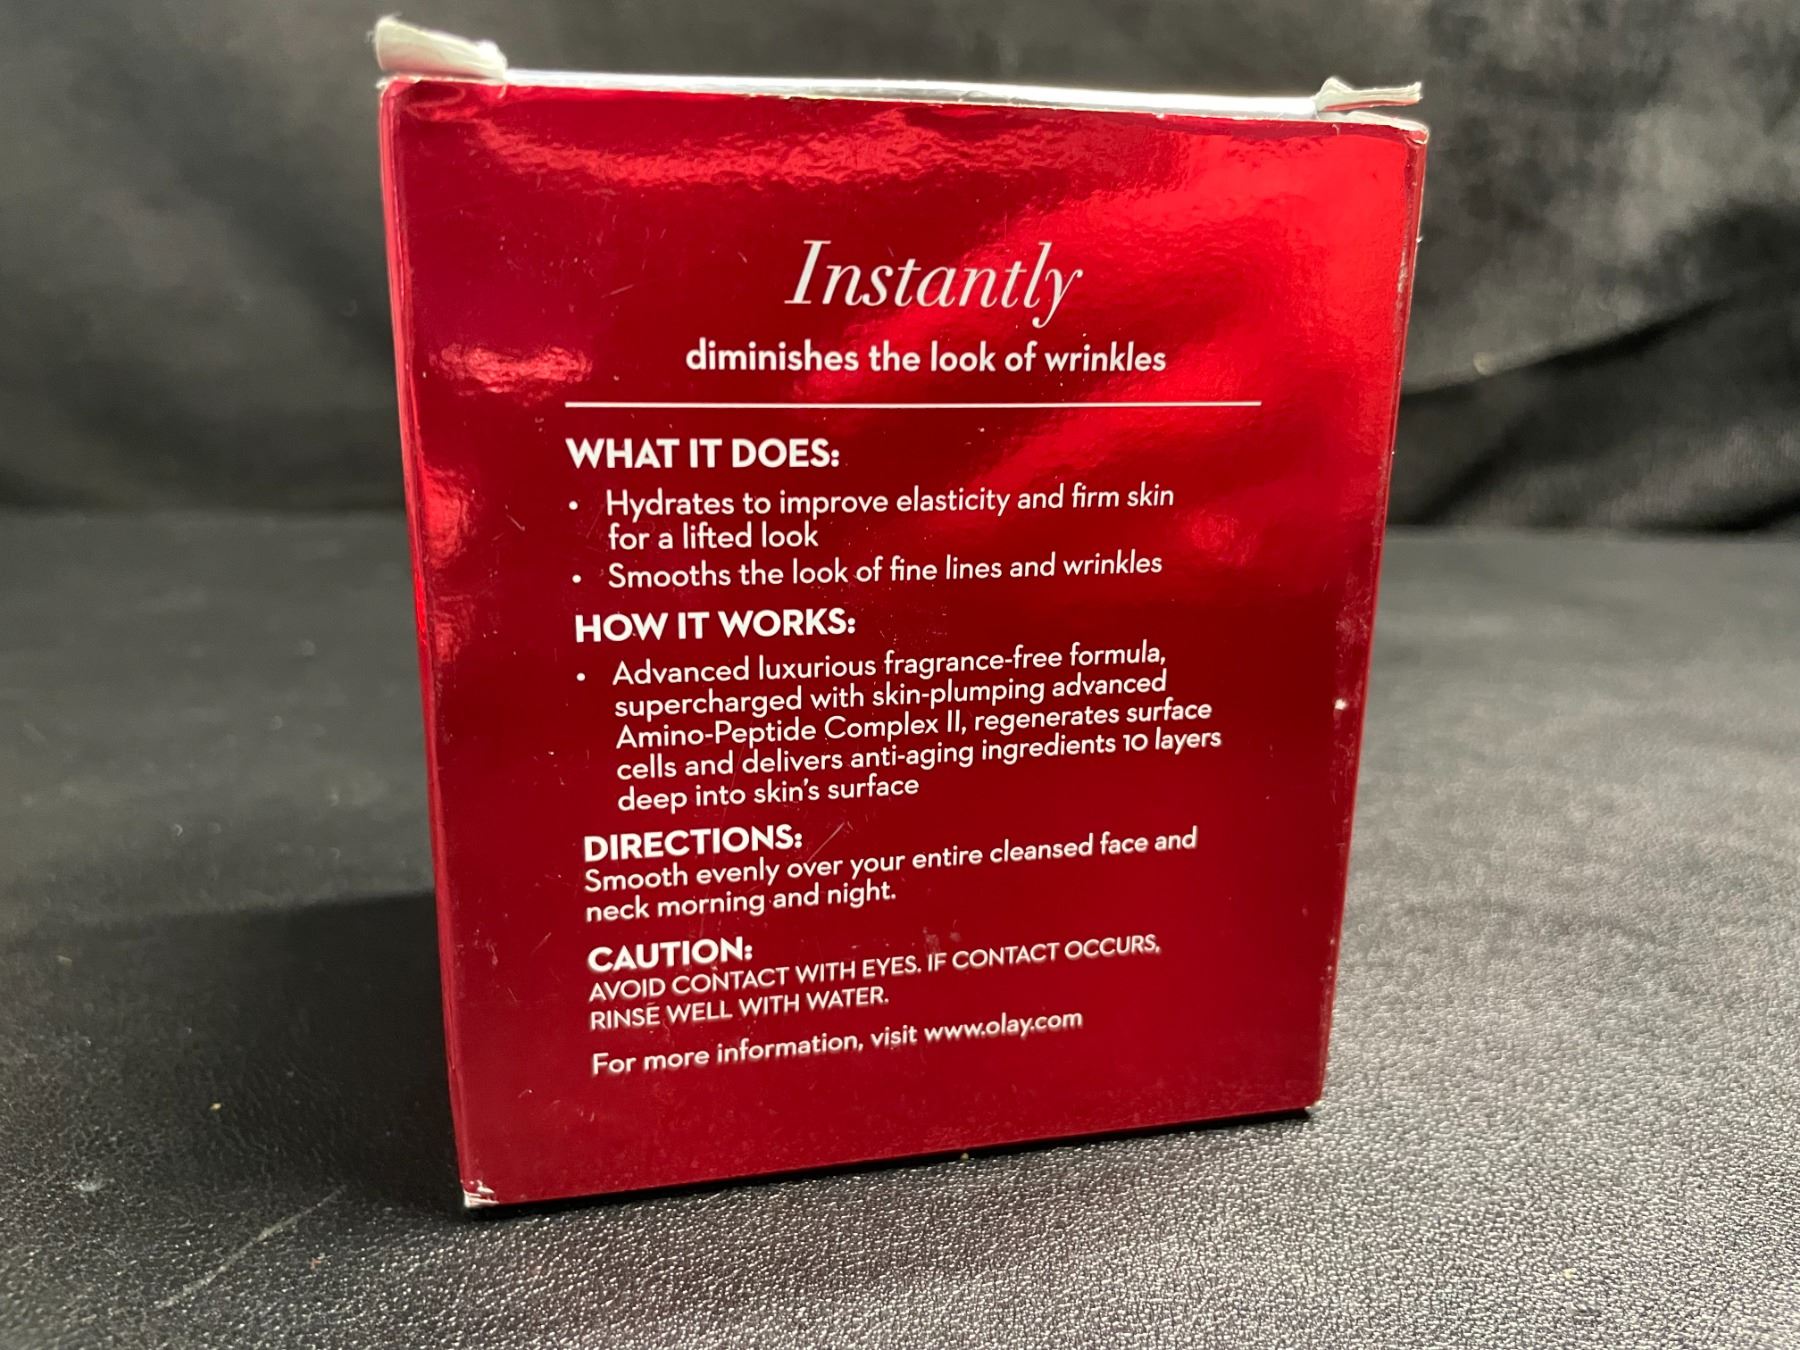 Instantly
diminishes the look of wrinkles
WHAT IT DOES:
• Hydrates to improve elasticity and firm skin
for a lifted look
• Smooths the look of fine lines and wrinkles
HOW IT WORKS:
• Advanced luxurious fragrance-free formula,
supercharged with skin-plumping advanced
Amino-Peptide Complex II, regenerates surface
cells and delivers anti-aging ingredients 10 layers
deep into skin's surface
DIRECTIONS:
Smooth evenly over your entire cleansed face and
neck morning and night.
CAUTION:
AVOID CONTACT WITH EYES. IF CONTACT OCCURS,
RINSE WELL WITH WATER.
For more information, visit www.olay.com